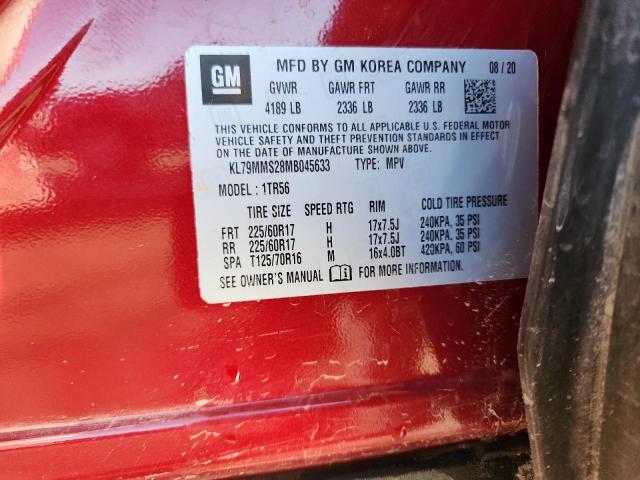 GM
MFD BY GM KOREA COMPANY 08/20
GVWR GAWR FRT GAWR RR
4189 LB 2336 LB 2336 LB
THIS VEHICLE CONFORMS TO ALL APPLICABLE U.S. FEDERAL MOTOR
VEHICLE SAFETY AND THEFT PREVENTION STANDARDS IN EFFECT
ON THE DATE OF MANUFACTURE SHOWN ABOVE.
KL79MMS28MB045633 TYPE: MPV
MODEL: 1TR56
TIRE SIZE SPEED RTG RIM COLD TIRE PRESSURE
FRT 225/60R17 H 17x7.5J 240KPA, 35 PSI
RR 225/60R17 H 17x7.5J 240KPA, 35 PSI
SPA T125/70R16 M 16x4.0BT 420KPA, 60 PSI
SEE OWNER'S MANUAL FOR MORE INFORMATION.